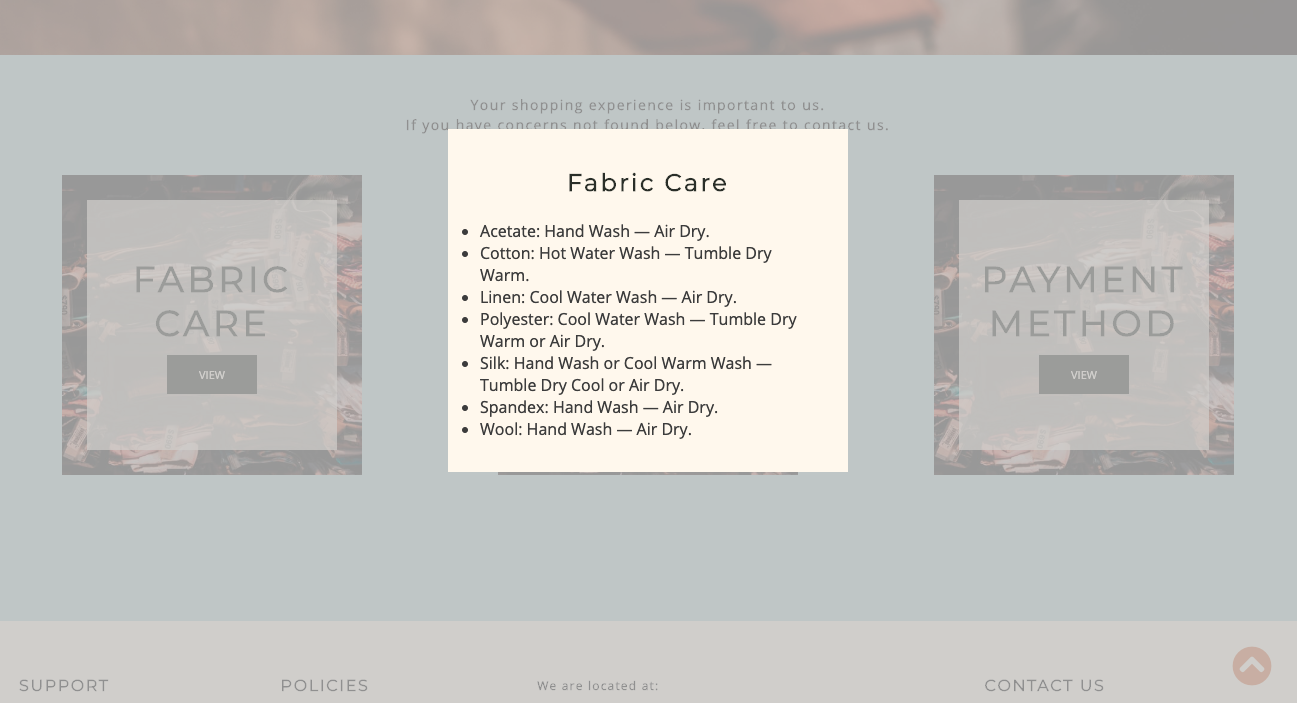 Your shopping experience is important to us.
If you have concerns not found below, feel free to contact us.
Fabric Care
Acetate: Hand Wash — Air Dry.
Cotton: Hot Water Wash — Tumble Dry
Warm.
Linen: Cool Water Wash — Air Dry.
Polyester: Cool Water Wash — Tumble Dry
Warm or Air Dry.
Silk: Hand Wash or Cool Warm Wash —
Tumble Dry Cool or Air Dry.
Spandex: Hand Wash — Air Dry.
Wool: Hand Wash — Air Dry.
FABRIC
CARE
VIEW
PAYMENT
METHOD
VIEW
SUPPORT
POLICIES
We are located at:
CONTACT US